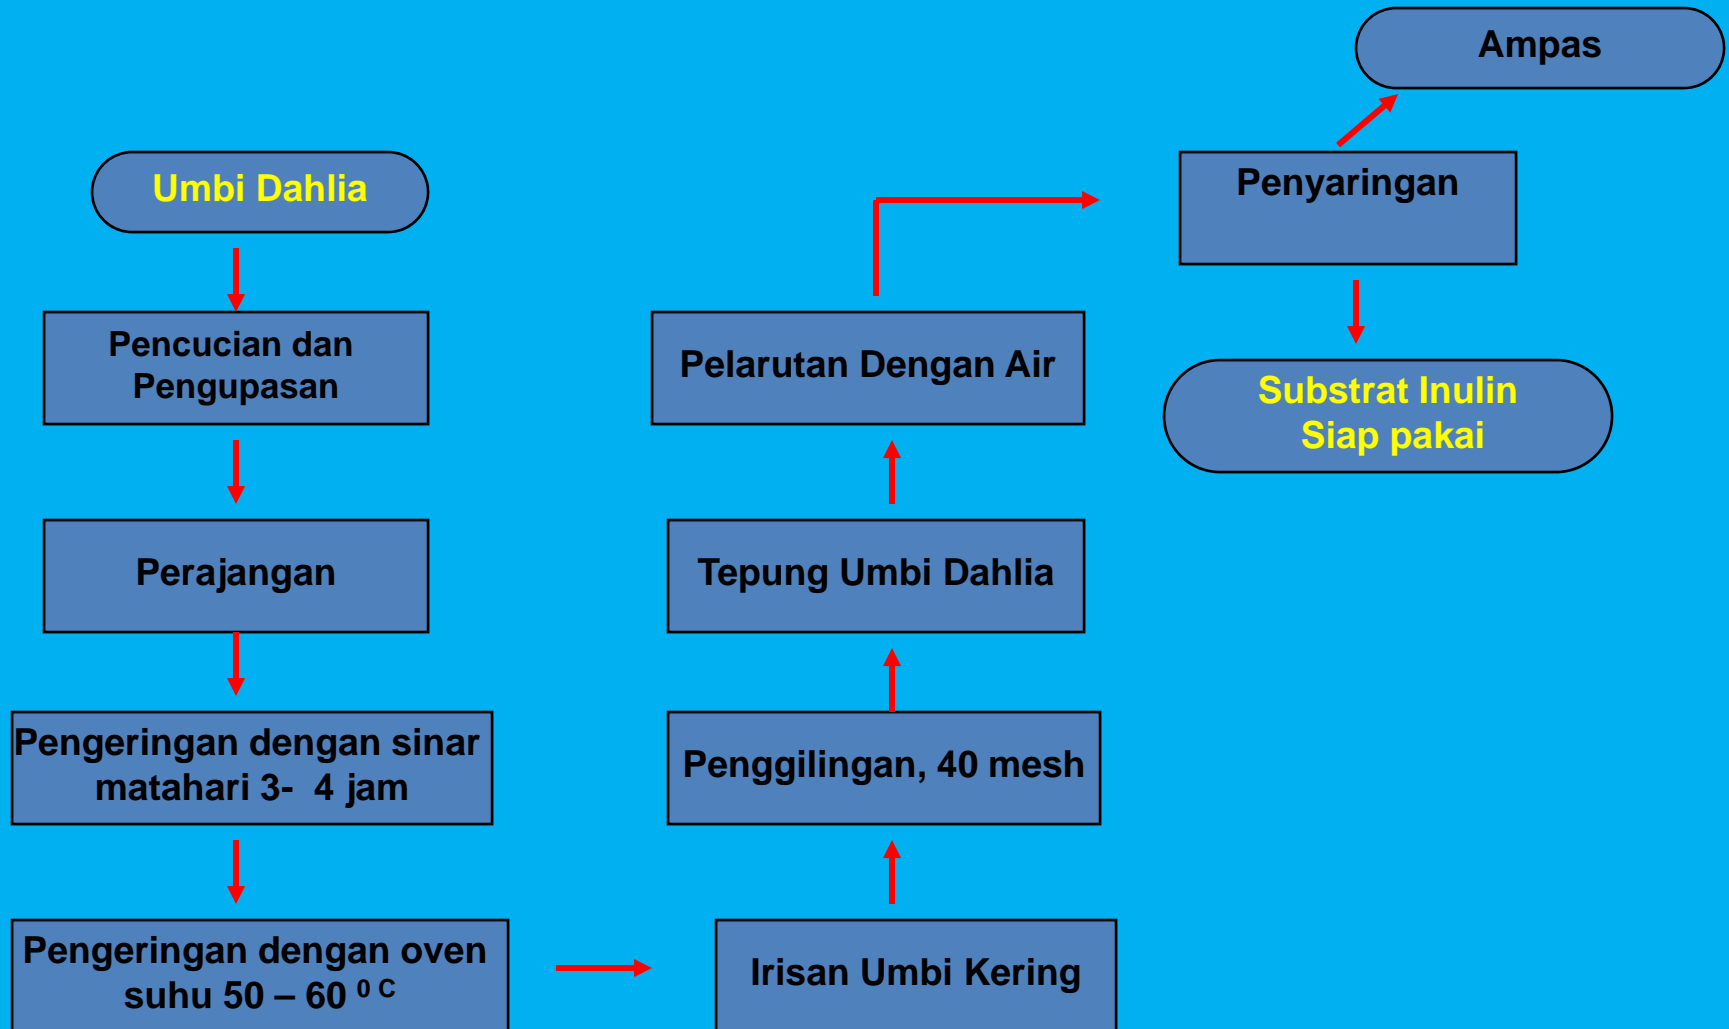 Umbi Dahlia
Pencucian dan
Pengupasan
Perajangan
Pengeringan dengan sinar
matahari 3-  4 jam
Pengeringan dengan oven
suhu 50 – 60 ⁰ ᶜ
Irisan Umbi Kering
Penggilingan, 40 mesh
Tepung Umbi Dahlia
Pelarutan Dengan Air
Penyaringan
Ampas
Substrat Inulin
Siap pakai